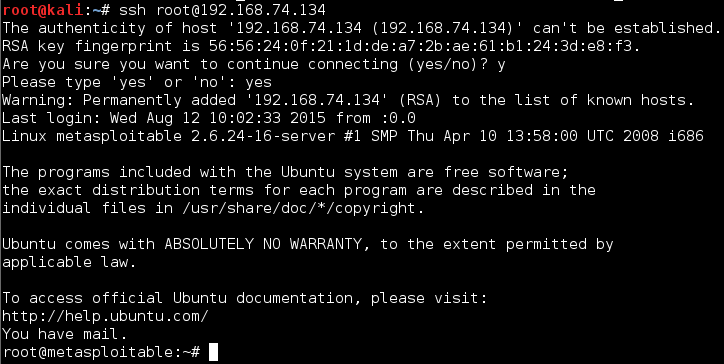 root@kali:~# ssh root@192.168.74.134
The authenticity of host '192.168.74.134 (192.168.74.134)' can't be established.
RSA key fingerprint is 56:56:24:0f:21:1d:de:a7:2b:ae:61:b1:24:3d:e8:f3.
Are you sure you want to continue connecting (yes/no)? y
Please type 'yes' or 'no': yes
Warning: Permanently added '192.168.74.134' (RSA) to the list of known hosts.
Last login: Wed Aug 12 10:02:33 2015 from :0.0
Linux metasploitable 2.6.24-16-server #1 SMP Thu Apr 10 13:58:00 UTC 2008 i686

The programs included with the Ubuntu system are free software;
the exact distribution terms for each program are described in the
individual files in /usr/share/doc/*/copyright.

Ubuntu comes with ABSOLUTELY NO WARRANTY, to the extent permitted by
applicable law.

To access official Ubuntu documentation, please visit:
http://help.ubuntu.com/
You have mail.
root@metasploitable:~#